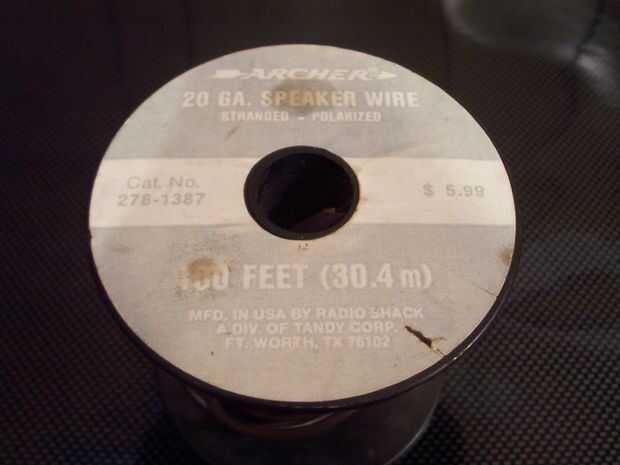 ARCHER
20 GA. SPEAKER WIRE
STRANDED - POLARIZED
Cat. No.
278-1387
$ 5.99
100 FEET (30.4 m)
MFD. IN USA BY RADIO SHACK
A DIV. OF TANDY CORP.
FT. WORTH, TX 76102